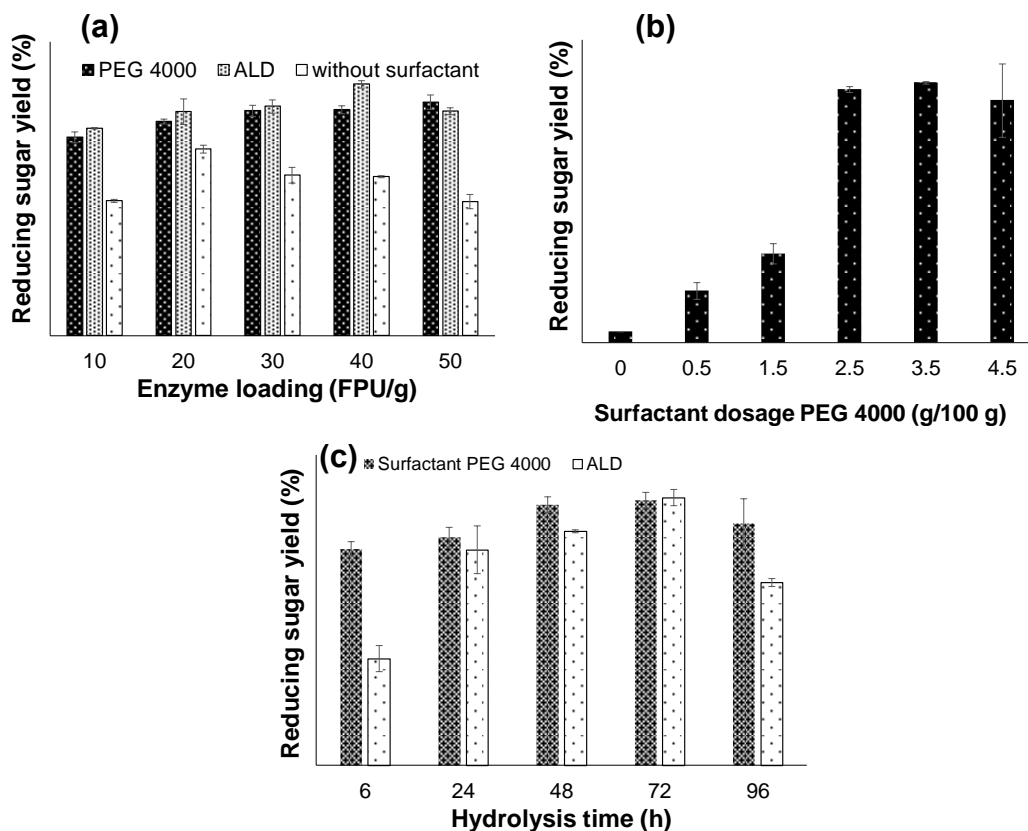 (a)
PEG 4000 ALD without surfactant
Reducing sugar yield (%)
10 20 30 40 50
Enzyme loading (FPU/g)
(b)
Reducing sugar yield (%)
0 0.5 1.5 2.5 3.5 4.5
Surfactant dosage PEG 4000 (g/100 g)
(c)
Surfactant PEG 4000 ALD
Reducing sugar yield (%)
6 24 48 72 96
Hydrolysis time (h)